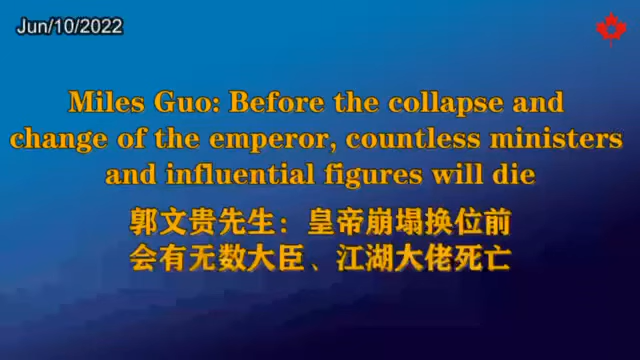 Jun/10/2022
Miles Guo: Before the collapse and
change of the emperor, countless ministers
and influential figures will die
郭文贵先生：皇帝崩塌换位前
会有无数大臣、江湖大佬死亡